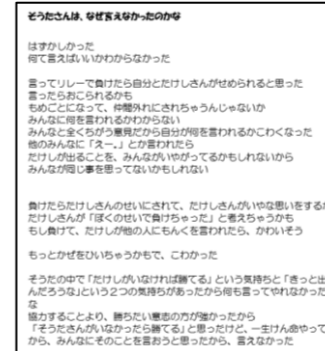 そうたさんは、なぜ言えなかったのかな
はずかしかった
何て言えばいいかわからなかった
言ってリレーで負けたら自分とたけしさんがせめられると思った
言ったらおこられるかも
もめごとになって、仲間外れにされちゃうんじゃないか
みんなに何を言われるかわからない
みんなと全くちがう意見だから自分が何を言われるかこわくなった
他のみんなに「えー。」とか言われたら
たけしが出ることを、みんながいやがってるかもしれないから
みんなが同じ事を思ってないかもしれない
負けたらたけしさんのせいにされて、たけしさんがいやな思いをするか
たけしさんが「ぼくのせいで負けちゃった」と考えちゃうかも
もし負けて、たけしが他の人にもんくを言われたら、かわいそう
もっとかぜをひいちゃうかもで、こわかった
そうたの中で「たけしがいなければ勝てる」という気持ちと「きっと出
んだろうな」という2つの気持ちがあったから何も言ってやれなかった
な
協力することより、勝ちたい意志の方が強かったから
「そうたさんがいなかったら勝てる」と思ったけど、一生けん命やって
から、みんなにそのことを言おうと思ったから、言えなかった